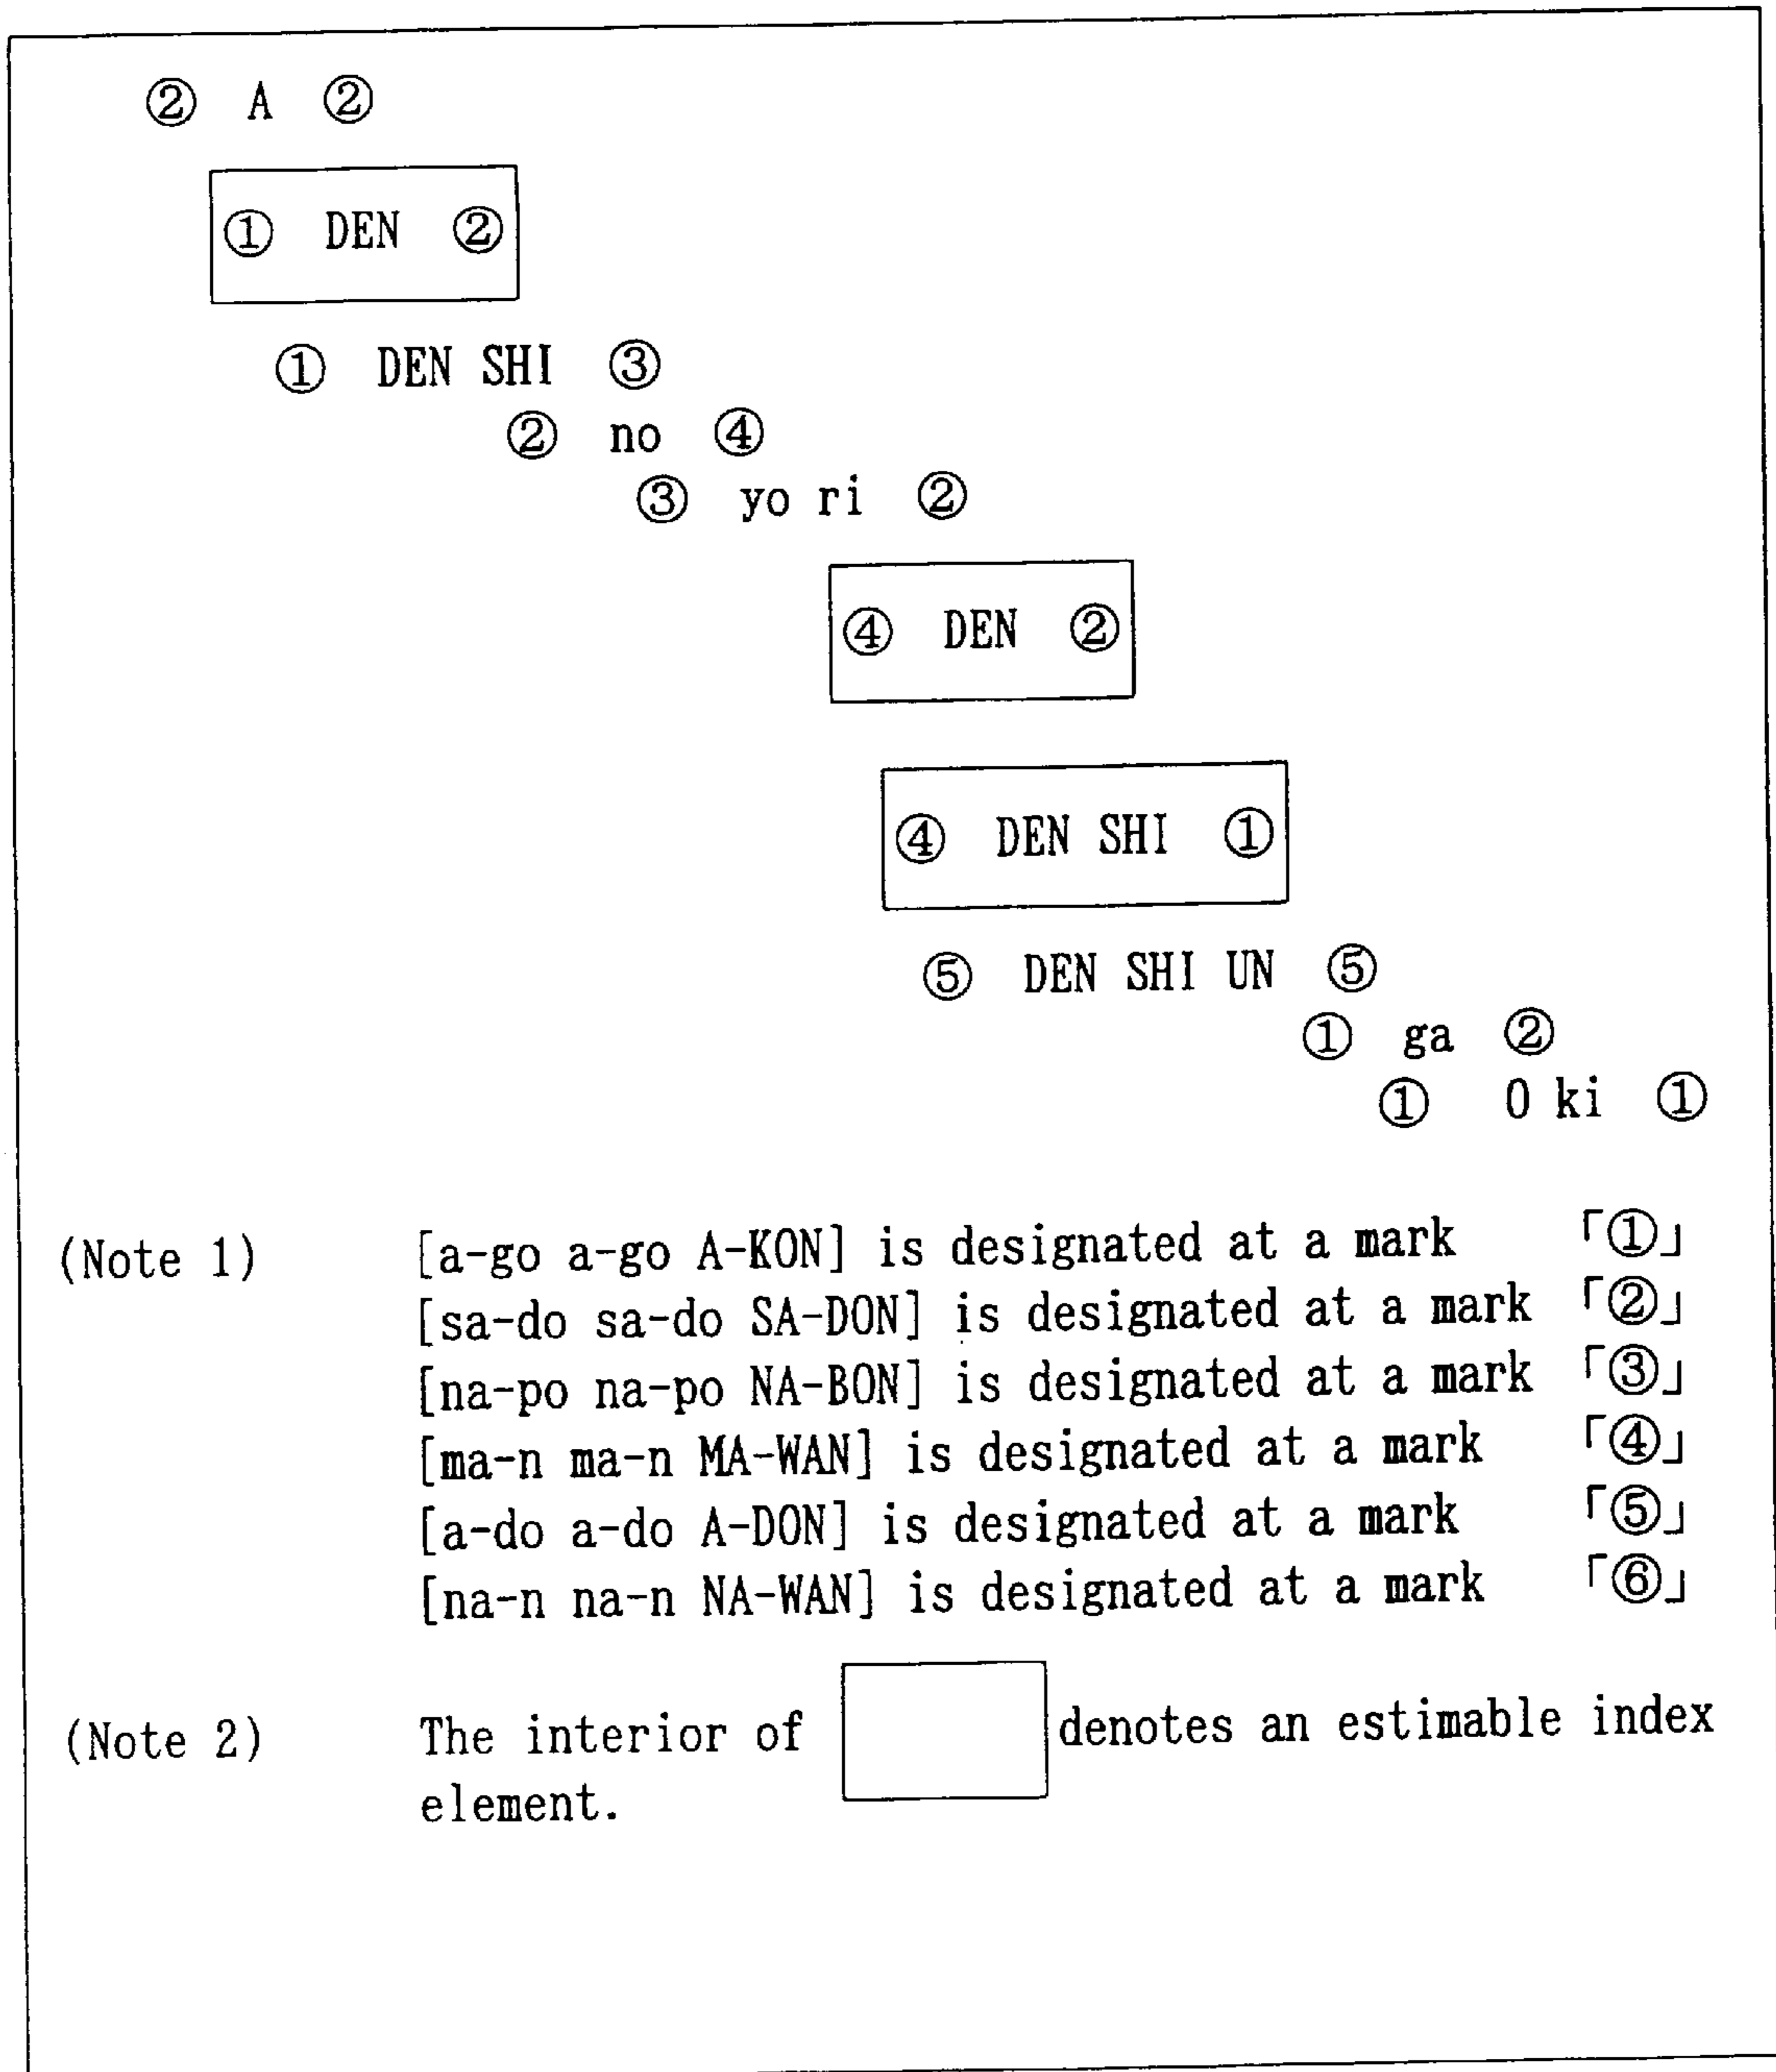 ② A ②
① DEN ②
① DEN SHI ③
② no ④
③ yo ri ②
④ DEN ②
④ DEN SHI ①
⑤ DEN SHI UN ⑤
① ga ②
① O ki ①
(Note 1) [a-go a-go A-KON] is designated at a mark 「①」
[sa-do sa-do SA-DON] is designated at a mark 「②」
[na-po na-po NA-BON] is designated at a mark 「③」
[ma-n ma-n MA-WAN] is designated at a mark 「④」
[a-do a-do A-DON] is designated at a mark 「⑤」
[na-n na-n NA-WAN] is designated at a mark 「⑥」
(Note 2) The interior of denotes an estimable index
element.